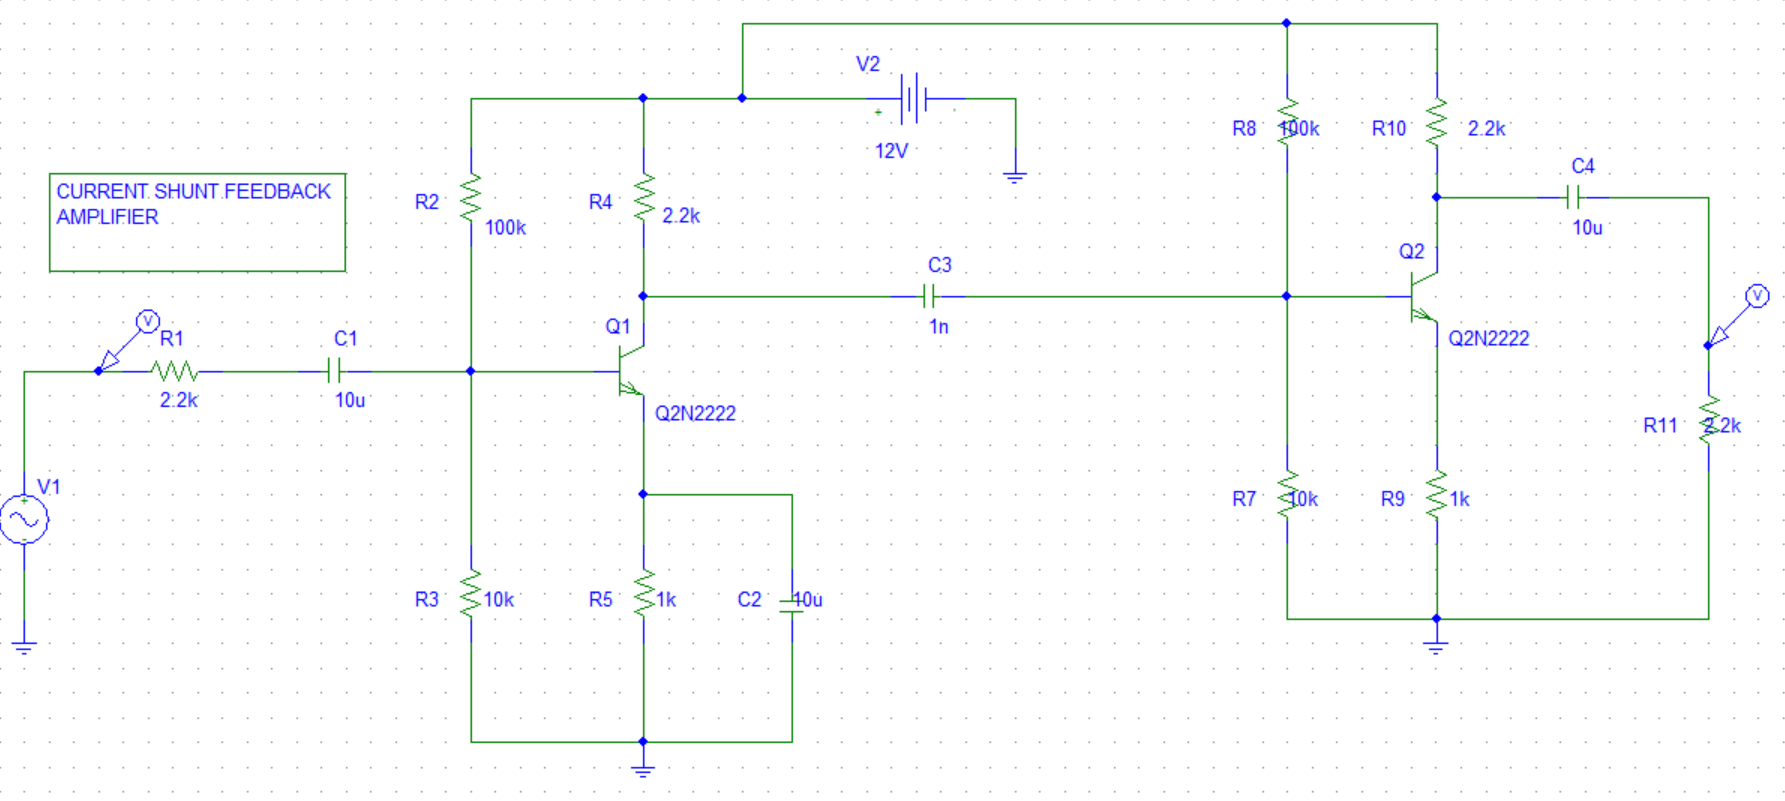 V2
12V
R8
100k
R10
2.2k
C4
10u
CURRENT SHUNT FEEDBACK
AMPLIFIER
R2
100k
R4
2.2k
Q2
C3
1n
Q2N2222
V
V
R1
2.2k
C1
10u
Q1
Q2N2222
R11
2.2k
V1
R7
10k
R9
1k
R3
10k
R5
1k
C2
10u